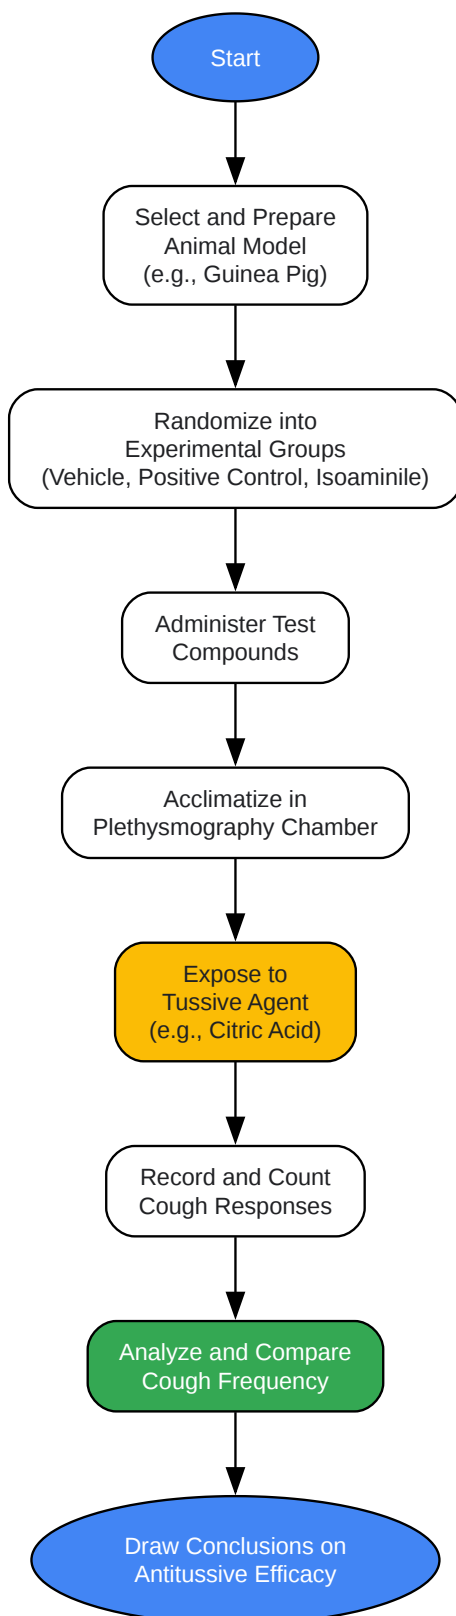 Start
Select and Prepare
Animal Model
(e.g., Guinea Pig)
Randomize into
Experimental Groups
(Vehicle, Positive Control, Isoaminile)
Administer Test
Compounds
Acclimatize in
Plethysmography Chamber
Expose to
Tussive Agent
(e.g., Citric Acid)
Record and Count
Cough Responses
Analyze and Compare
Cough Frequency
Draw Conclusions on
Antitussive Efficacy